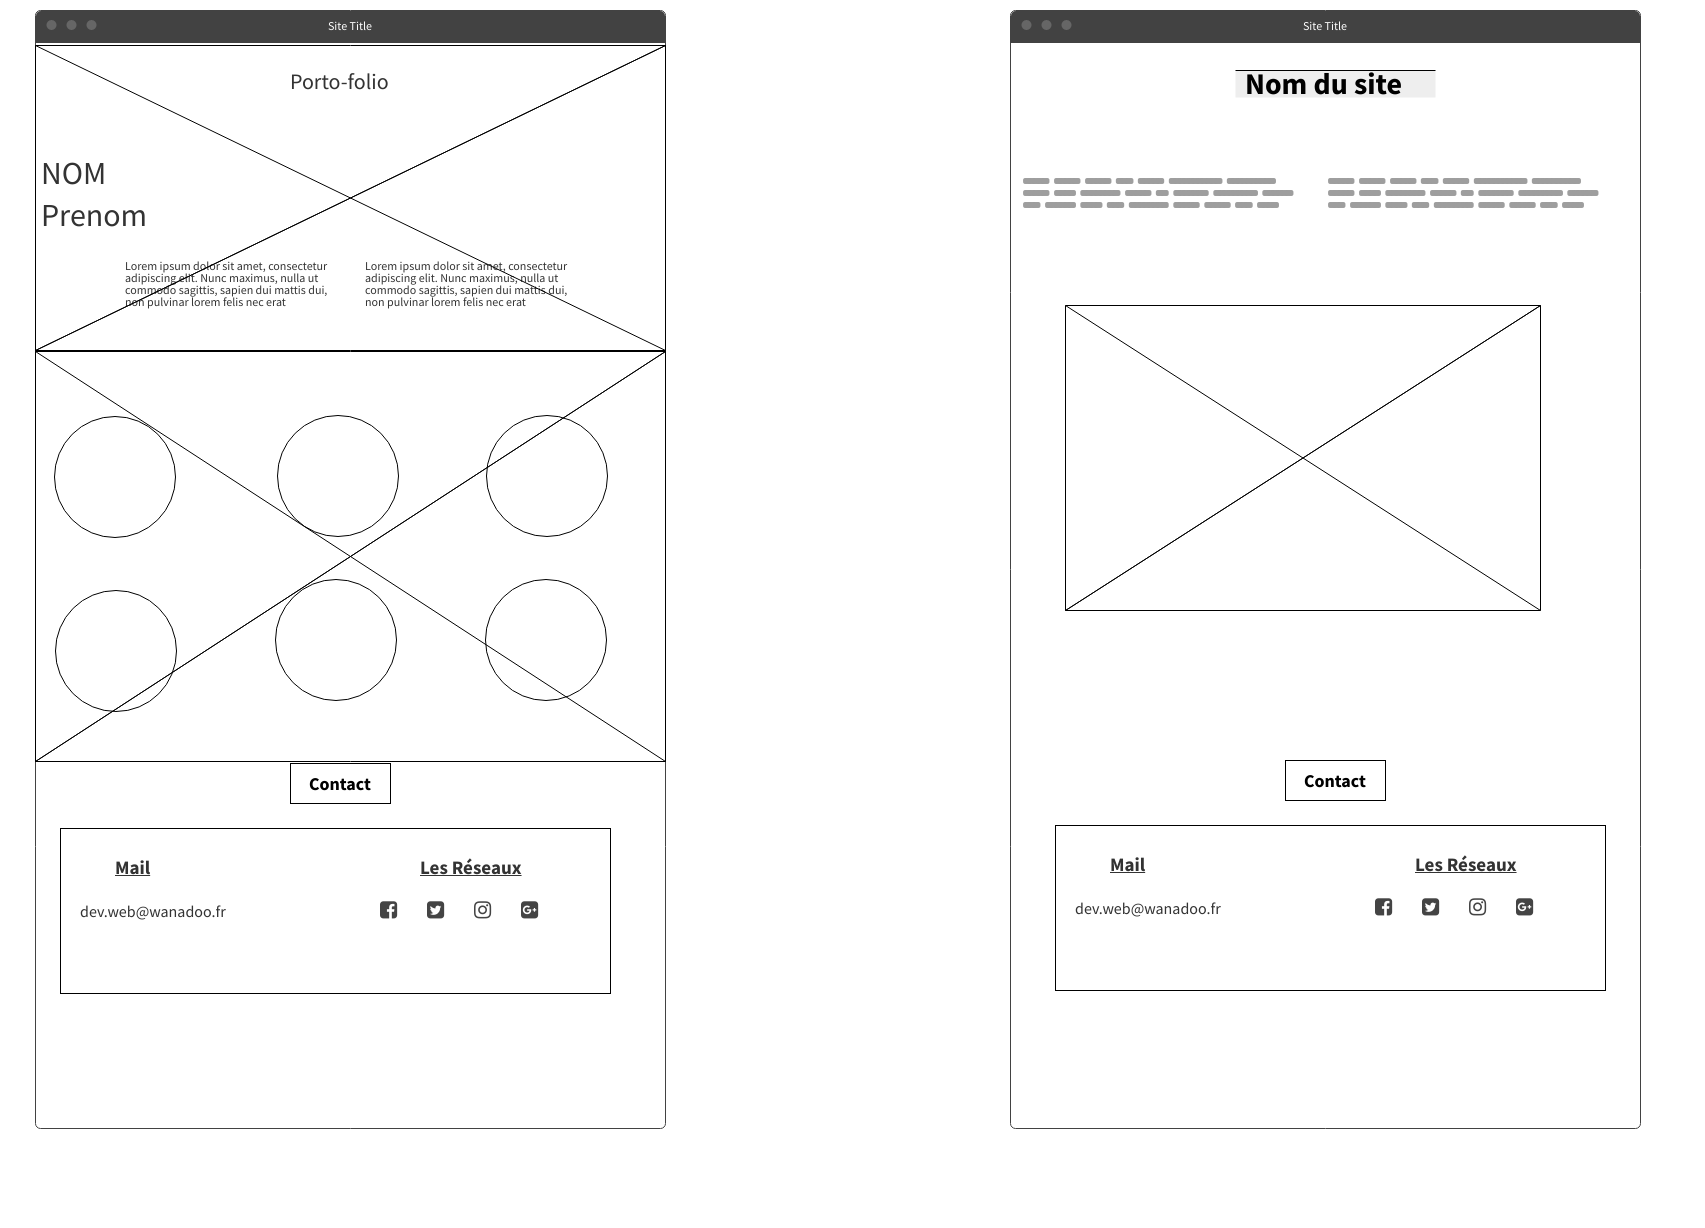 Site Title
Porto-folio
NOM
Prenom
Lorem ipsum dolor sit amet, consectetur
adipiscing elit. Nunc maximus, nulla ut
commodo sagittis, sapien dui mattis dui,
non pulvinar lorem felis nec erat
Lorem ipsum dolor sit amet, consectetur
adipiscing elit. Nunc maximus, nulla ut
commodo sagittis, sapien dui mattis dui,
non pulvinar lorem felis nec erat
Contact
Mail
Les Réseaux
dev.web@wanadoo.fr
Site Title
Nom du site
Contact
Mail
Les Réseaux
dev.web@wanadoo.fr